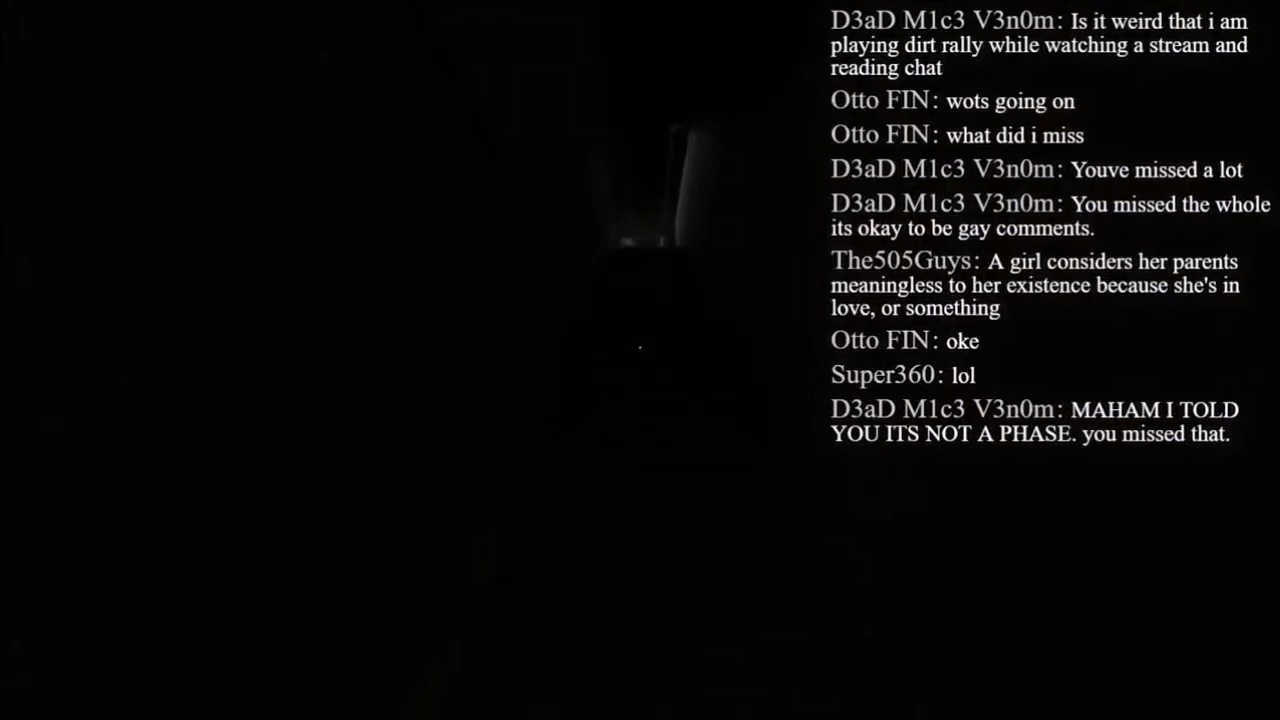 D3aD M1c3 V3n0m: Is it weird that i am
playing dirt rally while watching a stream and
reading chat
Otto FIN: wots going on
Otto FIN: what did i miss
D3aD M1c3 V3n0m: Youve missed a lot
D3aD M1c3 V3n0m: You missed the whole
its okay to be gay comments.
The505Guys: A girl considers her parents
meaningless to her existence because she's in
love, or something
Otto FIN: oke
Super360: lol
D3aD M1c3 V3n0m: MAHAM I TOLD
YOU ITS NOT A PHASE. you missed that.